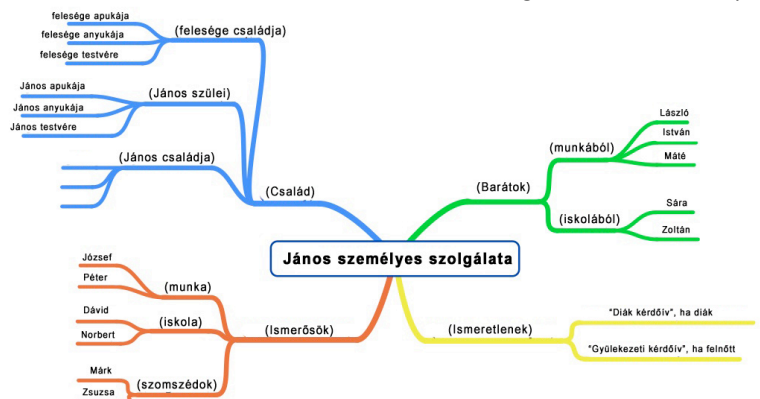 felesége apukája
felesége anyukája
felesége testvére
(felesége családja)
János apukája
János anyukája
János testvére
(János szülei)
(János családja)
(Család)
László
István
Máté
(munkából)
(Barátok)
Sára
Zoltán
(iskolából)
János személyes szolgálata
József
Péter
(munka)
Dávid
Norbert
(iskola)
(Ismerősök)
Márk
Zsuzsa
(szomszédok)
(Ismeretlenek)
"Diák kérdőív", ha diák
"Gyülekezeti kérdőív", ha felnőtt